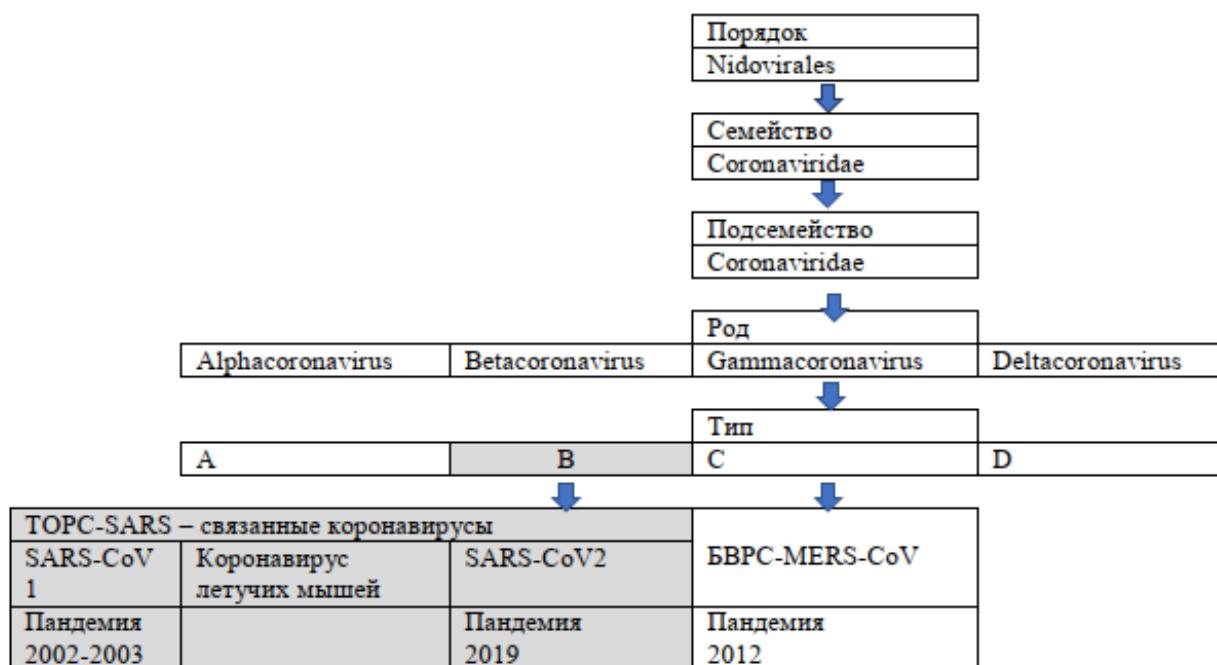 Порядок
Nidovirales
Семейство
Coronaviridae
Подсемейство
Coronaviridae
Род
Alphacoronavirus Betacoronavirus Gammacoronavirus Deltacoronavirus
Тип
A B C D
ТОРС-SARS – связанные коронавирусы
SARS-CoV
1
Коронавирус
летучих мышей
SARS-CoV2
БВРС-MERS-CoV
Пандемия
2002-2003
Пандемия
2019
Пандемия
2012